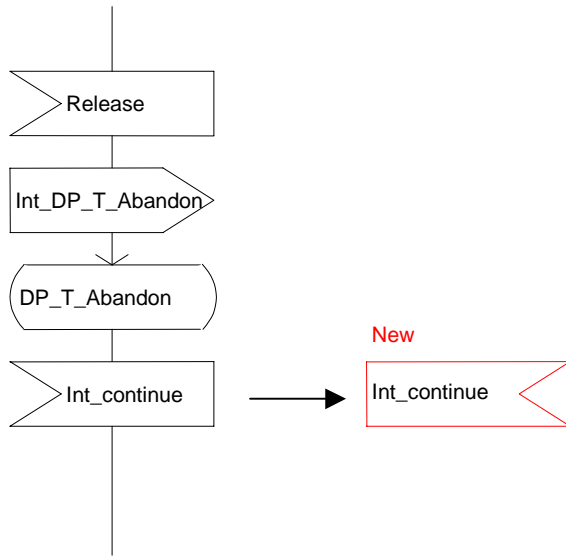 Release
Int_DP_T_Abandon
DP_T_Abandon
New
Int_continue
Int_continue